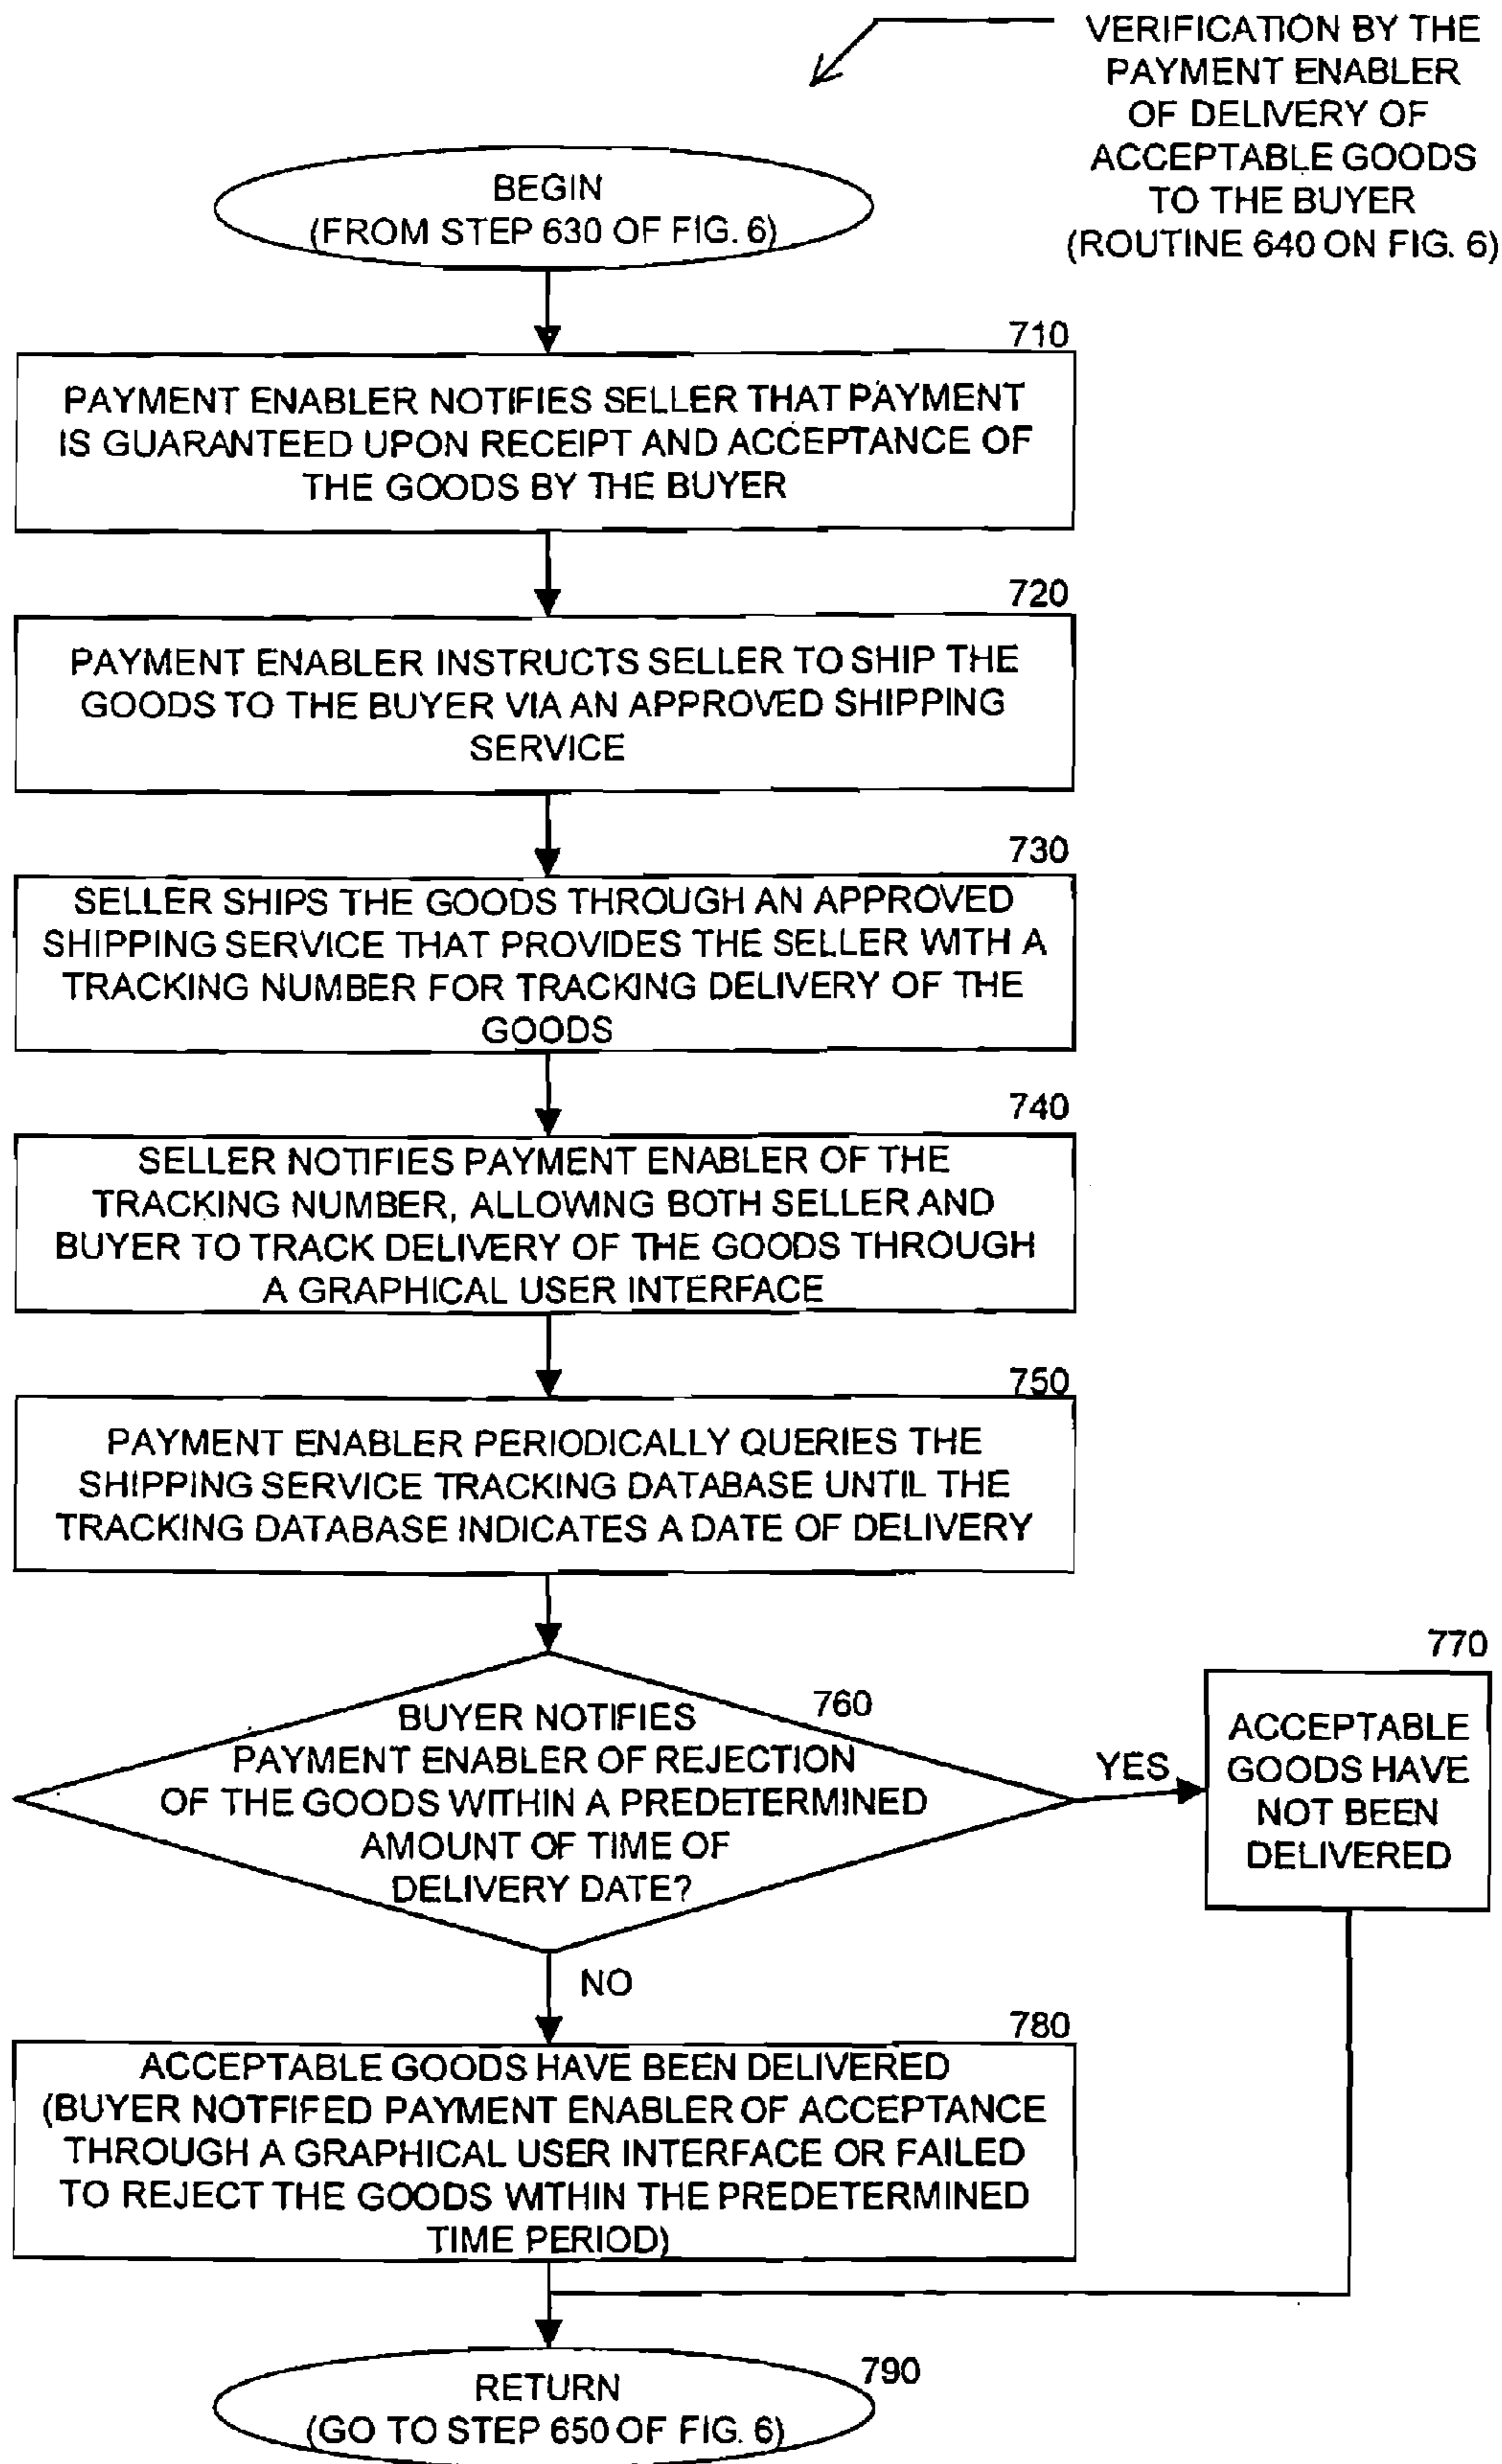 VERIFICATION BY THE
PAYMENT ENABLER
OF DELIVERY OF
ACCEPTABLE GOODS
TO THE BUYER
(ROUTINE 640 ON FIG. 6)
BEGIN
(FROM STEP 630 OF FIG. 6)
710
PAYMENT ENABLER NOTIFIES SELLER THAT PAYMENT
IS GUARANTEED UPON RECEIPT AND ACCEPTANCE OF
THE GOODS BY THE BUYER
720
PAYMENT ENABLER INSTRUCTS SELLER TO SHIP THE
GOODS TO THE BUYER VIA AN APPROVED SHIPPING
SERVICE
730
SELLER SHIPS THE GOODS THROUGH AN APPROVED
SHIPPING SERVICE THAT PROVIDES THE SELLER WITH A
TRACKING NUMBER FOR TRACKING DELIVERY OF THE
GOODS
740
SELLER NOTIFIES PAYMENT ENABLER OF THE
TRACKING NUMBER, ALLOWING BOTH SELLER AND
BUYER TO TRACK DELIVERY OF THE GOODS THROUGH
A GRAPHICAL USER INTERFACE
750
PAYMENT ENABLER PERIODICALLY QUERIES THE
SHIPPING SERVICE TRACKING DATABASE UNTIL THE
TRACKING DATABASE INDICATES A DATE OF DELIVERY
760
BUYER NOTIFIES
PAYMENT ENABLER OF REJECTION
OF THE GOODS WITHIN A PREDETERMINED
AMOUNT OF TIME OF
DELIVERY DATE?
YES
770
ACCEPTABLE
GOODS HAVE
NOT BEEN
DELIVERED
NO
780
ACCEPTABLE GOODS HAVE BEEN DELIVERED
(BUYER NOTFIFED PAYMENT ENABLER OF ACCEPTANCE
THROUGH A GRAPHICAL USER INTERFACE OR FAILED
TO REJECT THE GOODS WITHIN THE PREDETERMINED
TIME PERIOD)
790
RETURN
(GO TO STEP 650 OF FIG. 6)